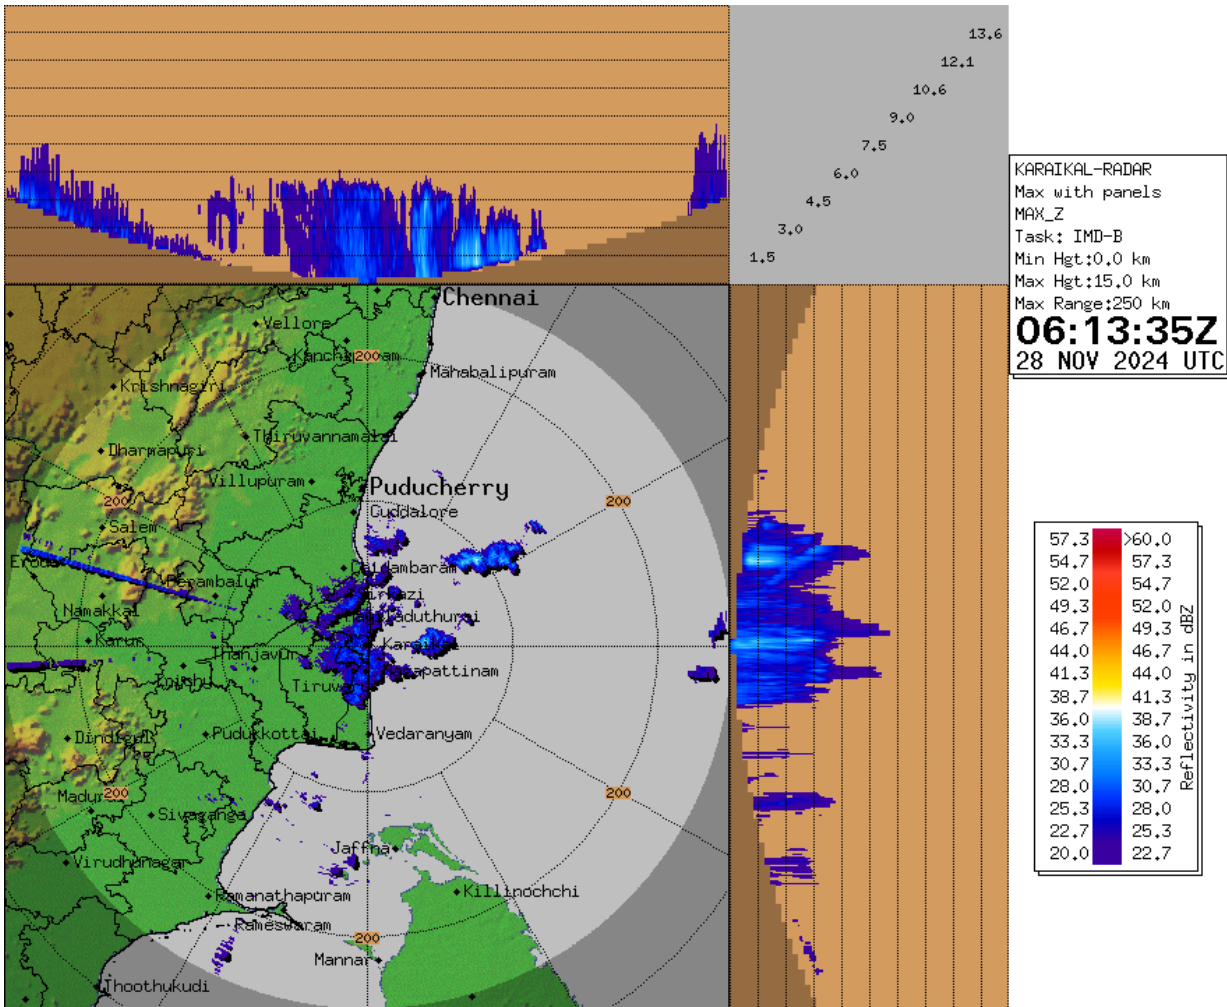 13.6
12.1
10.6
9.0
7.5
6.0
4.5
3.0
1.5
KARAIKAL-RADAR
Max with panels
MAX_Z
Task: IMD-B
Min Hgt:0.0 km
Max Hgt:15.0 km
Max Range:250 km
06:13:35Z
28 NOV 2024 UTC
Chennai
Vellore
200
Mahabalipuram
Krishnagiri
Thiruvannamalai
Dharmapuri
Villupuram
Puducherry
200
200
Cuddalore
Salem
Perambalur
Namakkal
Karur
Karaikal
Thanjavur
Dindigul
Pudukkottai
Vedaranyam
200
200
Sivaganga
Jaffna
Virudhunagar
Killinochchi
Ramanathapuram
Rameswaram
200
Mannar
Thoothukudi
57.3 >60.0
54.7 57.3
52.0 54.7
49.3 52.0
46.7 49.3
44.0 46.7
41.3 44.0
38.7 41.3
36.0 38.7
33.3 36.0
30.7 33.3
28.0 30.7
25.3 28.0
22.7 25.3
20.0 22.7
Reflectivity in dBZ